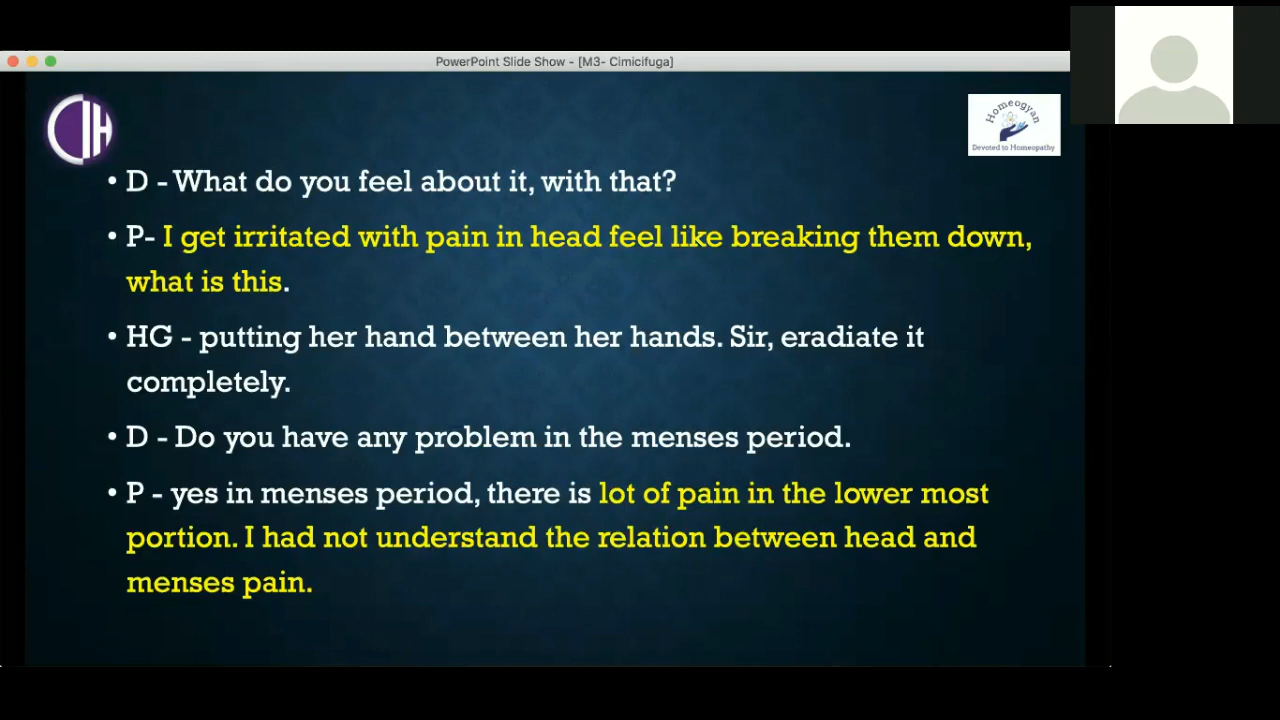 PowerPoint Slide Show - [M3- Cimicifuga]
Homeogyan
Devoted to Homeopathy
CIH
• D - What do you feel about it, with that?
• P- I get irritated with pain in head feel like breaking them down,
what is this.
• HG - putting her hand between her hands. Sir, eradiate it
completely.
• D - Do you have any problem in the menses period.
• P - yes in menses period, there is lot of pain in the lower most
portion. I had not understand the relation between head and
menses pain.